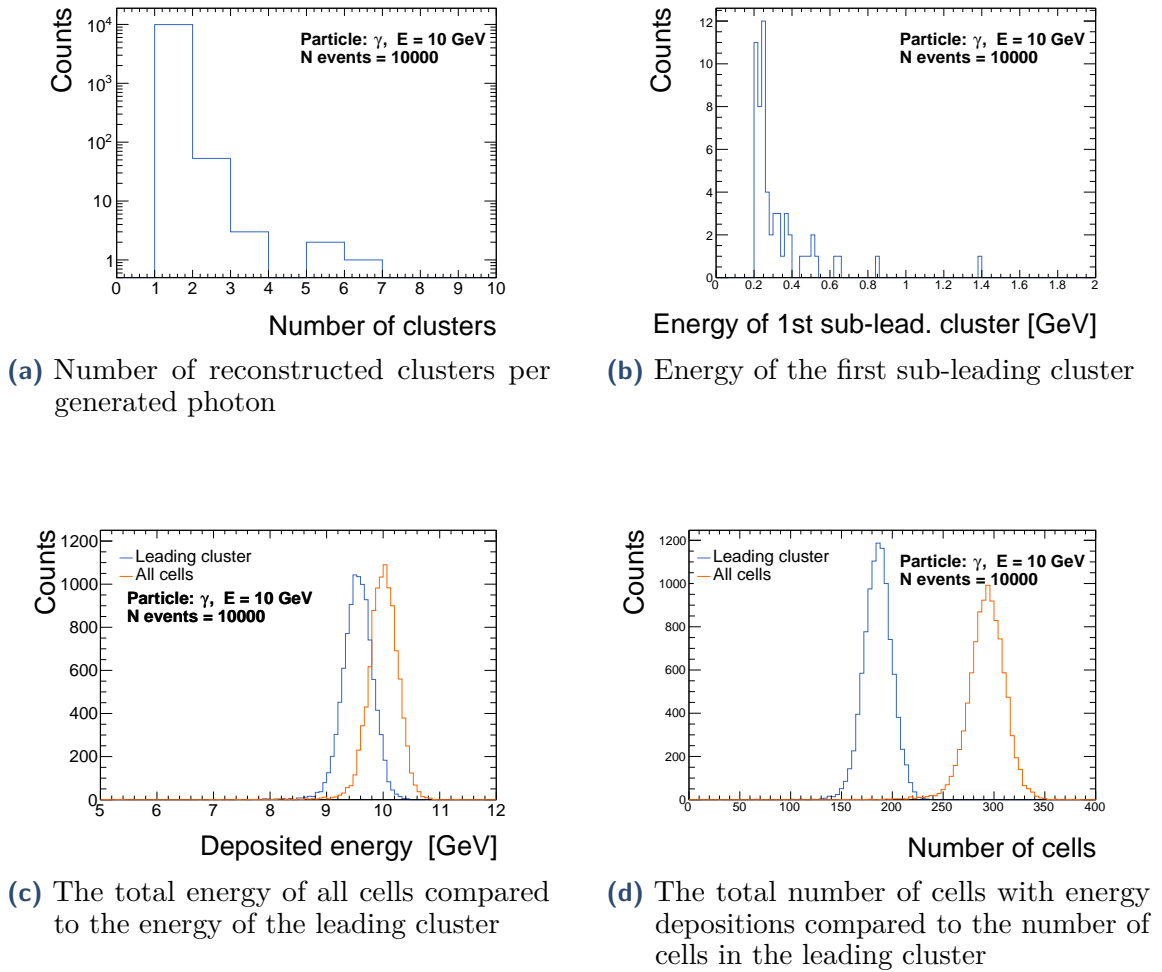 Counts
10⁴
10³
10²
10
1
Particle: γ, E = 10 GeV
N events = 10000
0 1 2 3 4 5 6 7 8 9 10
Number of clusters
(a) Number of reconstructed clusters per
generated photon
Counts
12
10
8
6
4
2
0
Particle: γ, E = 10 GeV
N events = 10000
0 0.2 0.4 0.6 0.8 1 1.2 1.4 1.6 1.8 2
Energy of 1st sub-lead. cluster [GeV]
(b) Energy of the first sub-leading cluster
Counts
1200
1000
800
600
400
200
0
Leading cluster
All cells
Particle: γ, E = 10 GeV
N events = 10000
5 6 7 8 9 10 11 12
Deposited energy [GeV]
(c) The total energy of all cells compared
to the energy of the leading cluster
Counts
1200
1000
800
600
400
200
0
Leading cluster
All cells
Particle: γ, E = 10 GeV
N events = 10000
0 50 100 150 200 250 300 350 400
Number of cells
(d) The total number of cells with energy
depositions compared to the number of
cells in the leading cluster